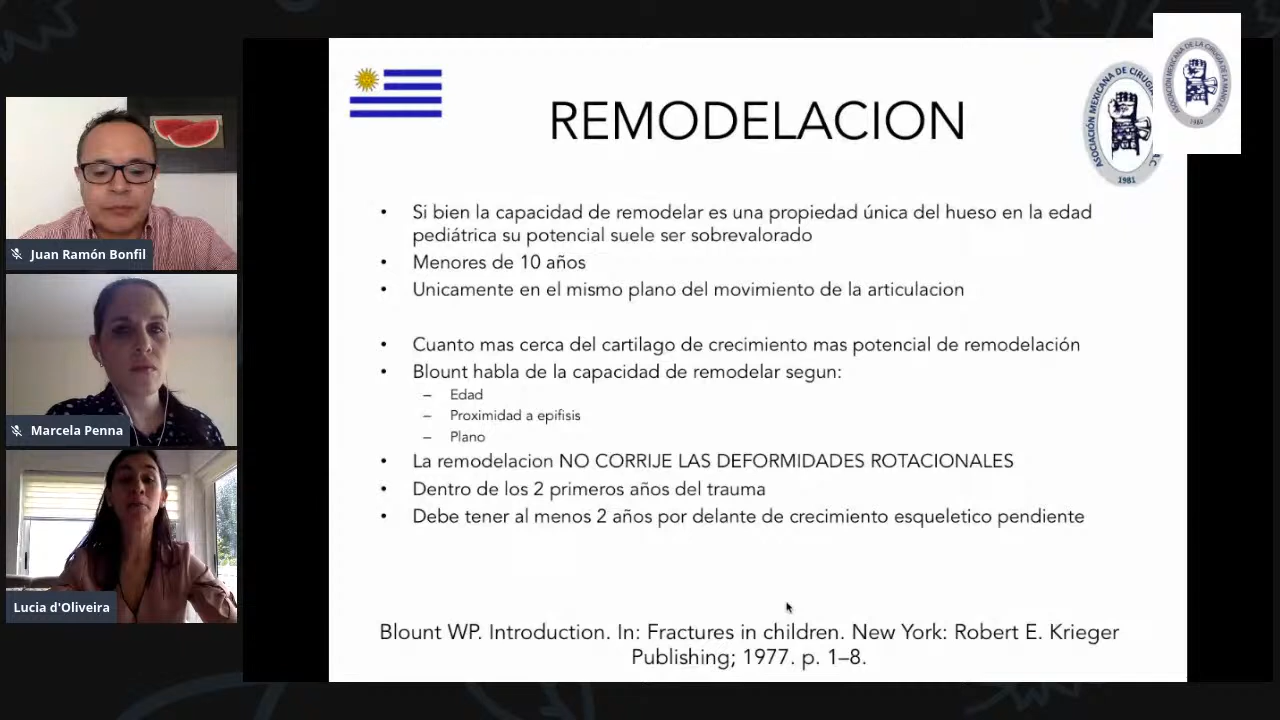 REMODELACION
• Si bien la capacidad de remodelar es una propiedad única del hueso en la edad
pediátrica su potencial suele ser sobrevalorado
• Menores de 10 años
• Unicamente en el mismo plano del movimiento de la articulacion
• Cuanto mas cerca del cartilago de crecimiento mas potencial de remodelación
• Blount habla de la capacidad de remodelar segun:
– Edad
– Proximidad a epifisis
– Plano
• La remodelacion NO CORRIJE LAS DEFORMIDADES ROTACIONALES
• Dentro de los 2 primeros años del trauma
• Debe tener al menos 2 años por delante de crecimiento esqueletico pendiente
Blount WP. Introduction. In: Fractures in children. New York: Robert E. Krieger
Publishing; 1977. p. 1–8.
Juan Ramón Bonfil
Marcela Penna
Lucia d'Oliveira
ASOCIACIÓN MEXICANA DE CIRUGÍA
1981